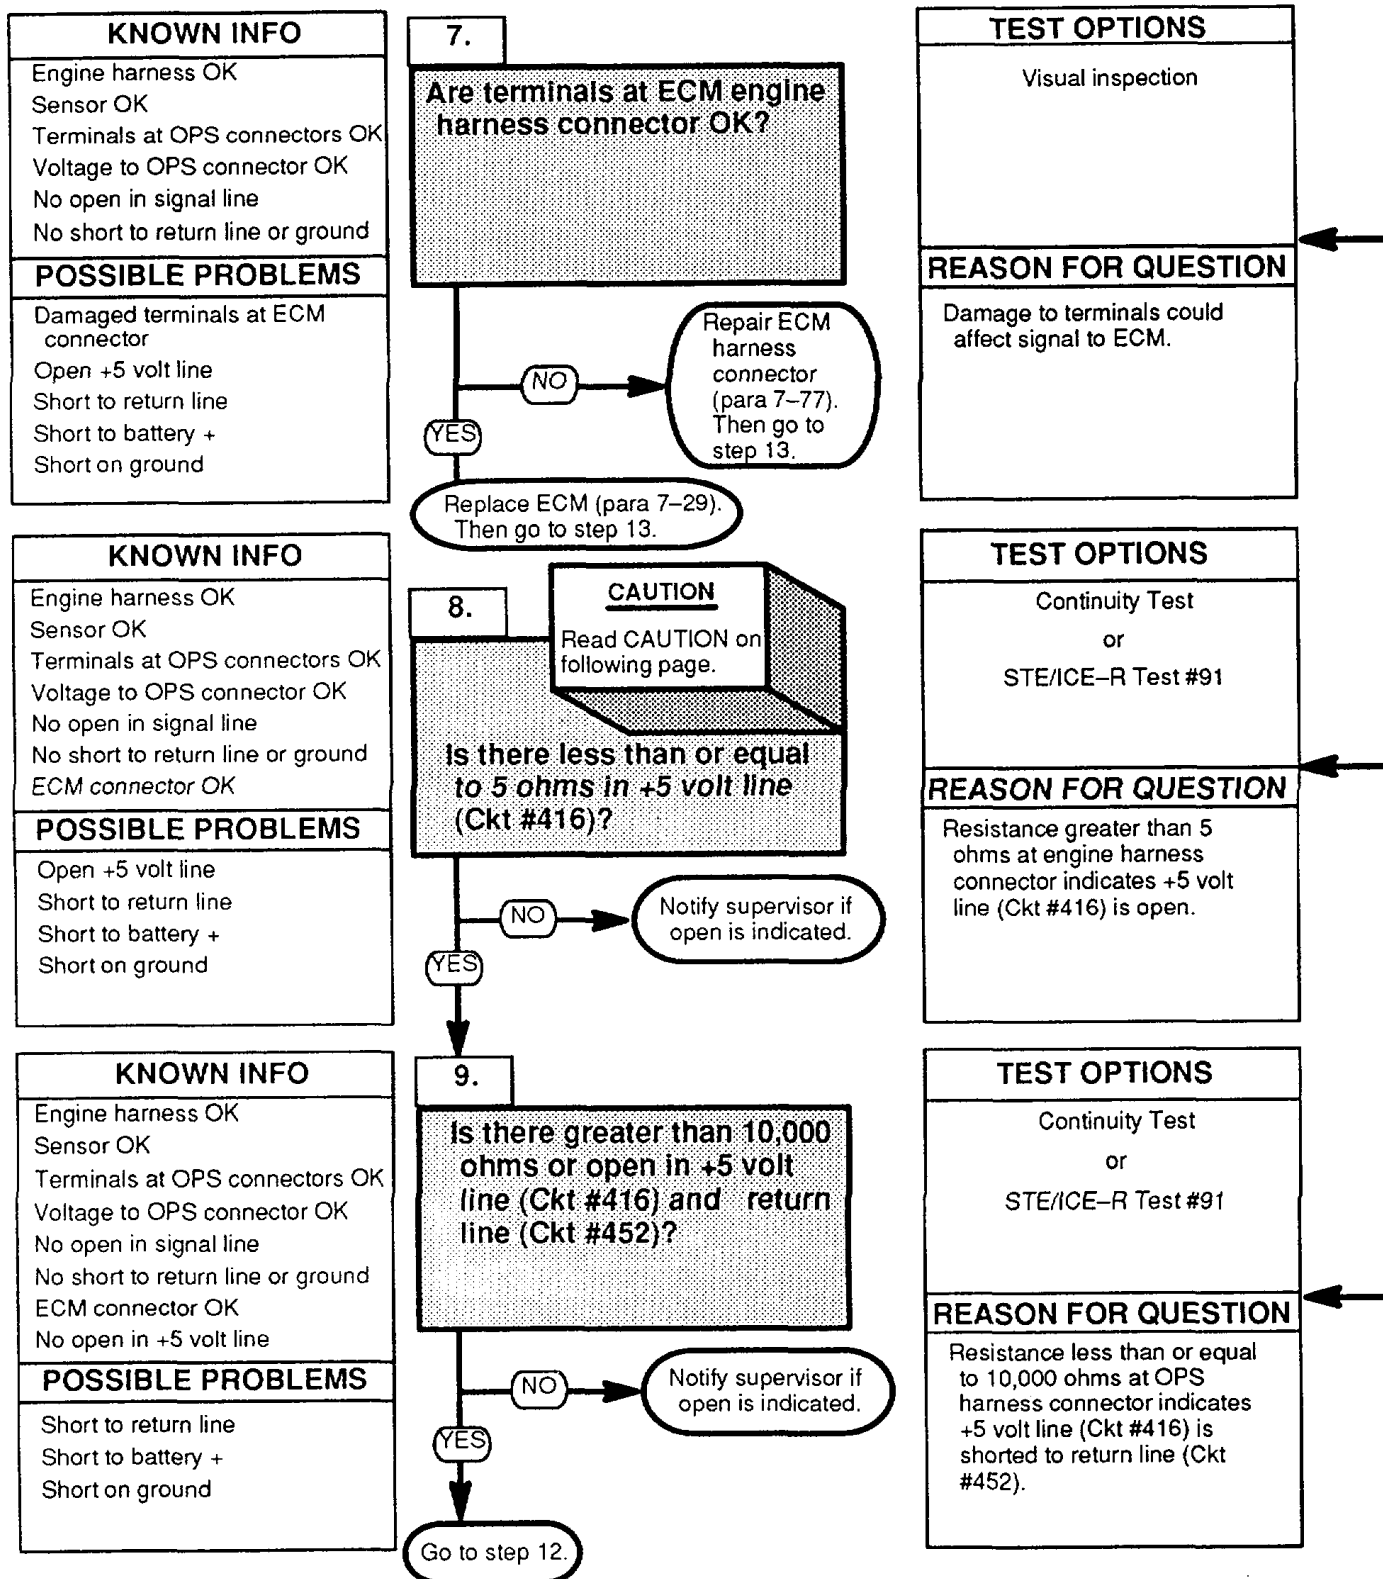 KNOWN INFO
Engine harness OK
Sensor OK
Terminals at OPS connectors OK
Voltage to OPS connector OK
No open in signal line
No short to return line or ground
POSSIBLE PROBLEMS
Damaged terminals at ECM
connector
Open +5 volt line
Short to return line
Short to battery +
Short on ground
7.
Are terminals at ECM engine
harness connector OK?
NO
Repair ECM
harness
connector
(para 7–77).
Then go to
step 13.
YES
Replace ECM (para 7–29).
Then go to step 13.
TEST OPTIONS
Visual inspection
REASON FOR QUESTION
Damage to terminals could
affect signal to ECM.
KNOWN INFO
Engine harness OK
Sensor OK
Terminals at OPS connectors OK
Voltage to OPS connector OK
No open in signal line
No short to return line or ground
ECM connector OK
POSSIBLE PROBLEMS
Open +5 volt line
Short to return line
Short to battery +
Short on ground
8.
CAUTION
Read CAUTION on
following page.
Is there less than or equal
to 5 ohms in +5 volt line
(Ckt #416)?
NO
Notify supervisor if
open is indicated.
YES
TEST OPTIONS
Continuity Test
or
STE/ICE–R Test #91
REASON FOR QUESTION
Resistance greater than 5
ohms at engine harness
connector indicates +5 volt
line (Ckt #416) is open.
KNOWN INFO
Engine harness OK
Sensor OK
Terminals at OPS connectors OK
Voltage to OPS connector OK
No open in signal line
No short to return line or ground
ECM connector OK
No open in +5 volt line
POSSIBLE PROBLEMS
Short to return line
Short to battery +
Short on ground
9.
Is there greater than 10,000
ohms or open in +5 volt
line (Ckt #416) and return
line (Ckt #452)?
NO
Notify supervisor if
open is indicated.
YES
Go to step 12.
TEST OPTIONS
Continuity Test
or
STE/ICE–R Test #91
REASON FOR QUESTION
Resistance less than or equal
to 10,000 ohms at OPS
harness connector indicates
+5 volt line (Ckt #416) is
shorted to return line (Ckt
#452).